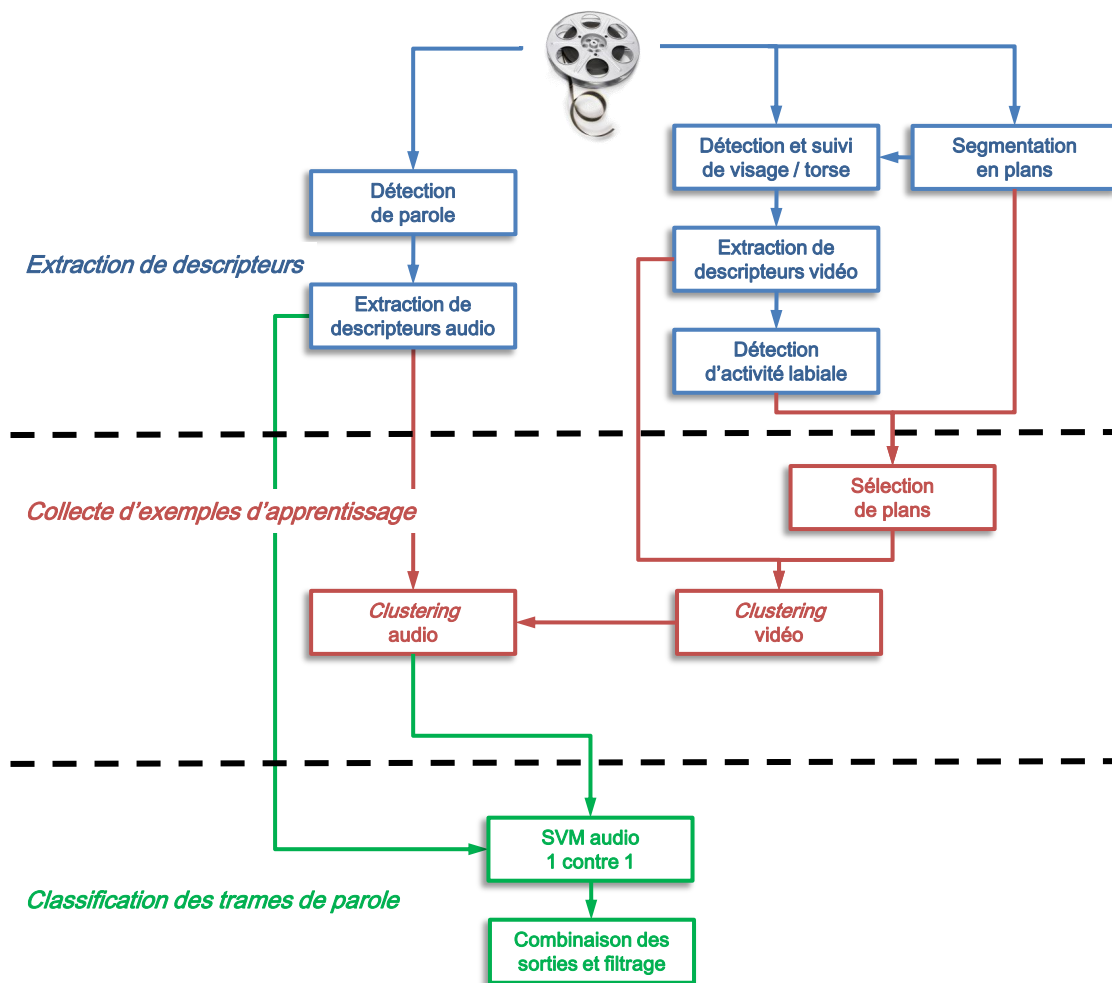 Détection et suivi
de visage / torse
Segmentation
en plans
Détection
de parole
Extraction de
descripteurs vidéo
Extraction de descripteurs
Extraction de
descripteurs audio
Détection
d’activité labiale
Sélection
de plans
Collecte d’exemples d’apprentissage
Clustering
audio
Clustering
vidéo
SVM audio
1 contre 1
Classification des trames de parole
Combinaison des
sorties et filtrage